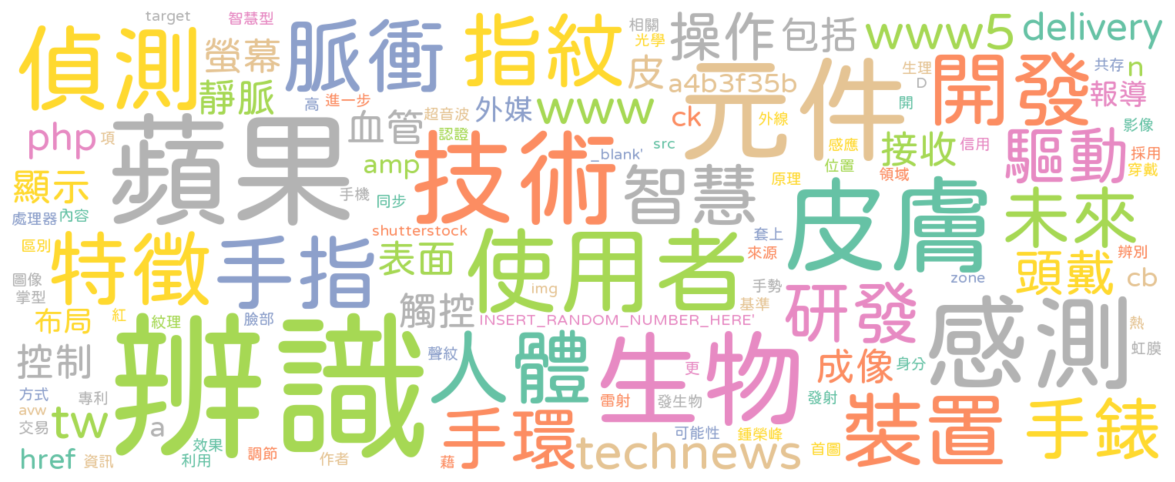 target 智慧型 相關 光學 操作 包括 www5 delivery
偵測 螢幕 脈衝 指紋 皮 a4b3f35b 元件 生理 D 開 開發 共存 n 報導
靜脈 高 進一步 血管 超音波 認證 外媒 www ck 外線
php 項 蘋果 amp 技術 _blank' src 智慧 感應 位置 接收 領域 信用 驅動 影像 採用 穿戴
顯示 處理器 內容 手機 同步 原理 皮膚 未來
區別 特徵 手指 shutterstock 表面 使用者 套上 來源 zone 頭戴 辨別 cb
圖像 掌型 布局 紅 紋理 臉部 觸控 img INSERT_RANDOM_NUMBER_HERE' 手勢 基準 研發 感測 熱 虹膜
控制 辨識 聲紋 人體 生物 更 成像 身分
方式 avw 交易 專利 tw a 手環 雷射 發生物 發射 裝置 手錶
href 資訊 效果 利用 調節 作者 藉 technews 可能性 鍾榮峰 首圖